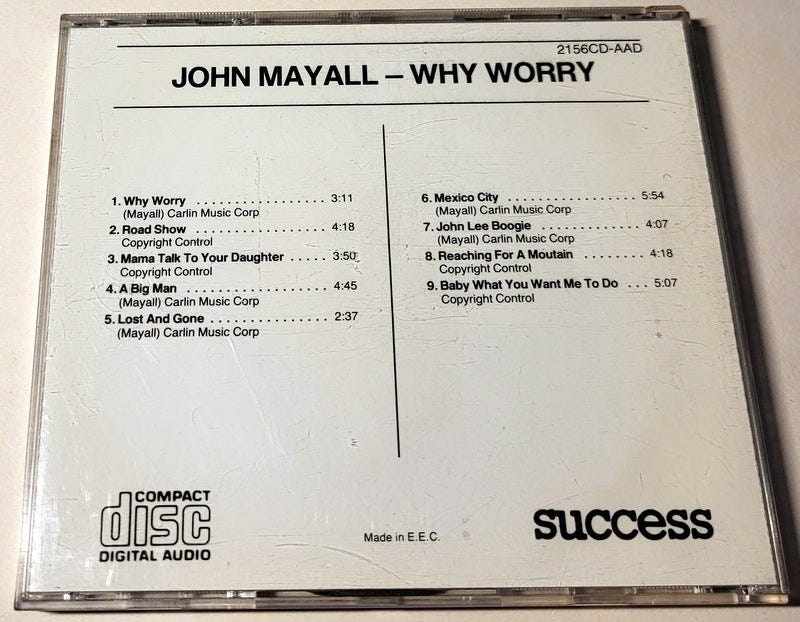 2156CD-AAD
JOHN MAYALL – WHY WORRY
1. Why Worry . . . . . . . . . . . . . . . . . . . 3:11
(Mayall) Carlin Music Corp
2. Road Show . . . . . . . . . . . . . . . . . . . 4:18
Copyright Control
3. Mama Talk To Your Daughter . . . . . 3:50
Copyright Control
4. A Big Man . . . . . . . . . . . . . . . . . . . . 4:45
(Mayall) Carlin Music Corp
5. Lost And Gone . . . . . . . . . . . . . . . . 2:37
(Mayall) Carlin Music Corp
6. Mexico City . . . . . . . . . . . . . . . . . . 5:54
(Mayall) Carlin Music Corp
7. John Lee Boogie . . . . . . . . . . . . . 4:07
(Mayall) Carlin Music Corp
8. Reaching For A Moutain . . . . . . . . 4:18
Copyright Control
9. Baby What You Want Me To Do . . . 5:07
Copyright Control
COMPACT
disc
DIGITAL AUDIO
Made in E.E.C.
success